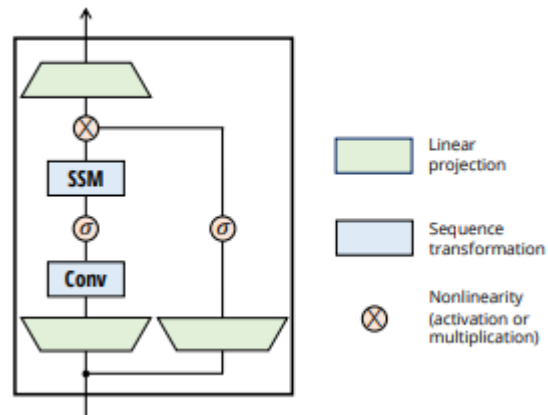 SSM
σ
σ
Conv
Linear
projection
Sequence
transformation
Nonlinearity
(activation or
multiplication)